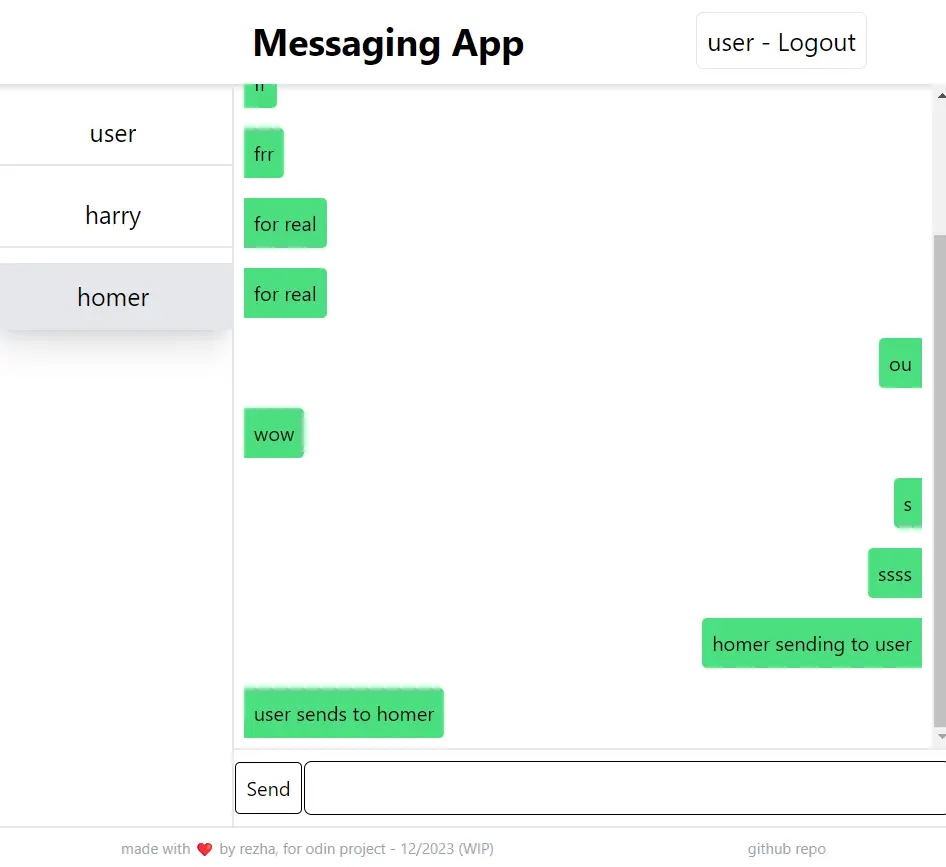 Messaging App
user - Logout
user
harry
homer
frr
for real
for real
ou
wow
s
ssss
homer sending to user
user sends to homer
Send
made with ❤️ by rezha, for odin project - 12/2023 (WIP)
github repo